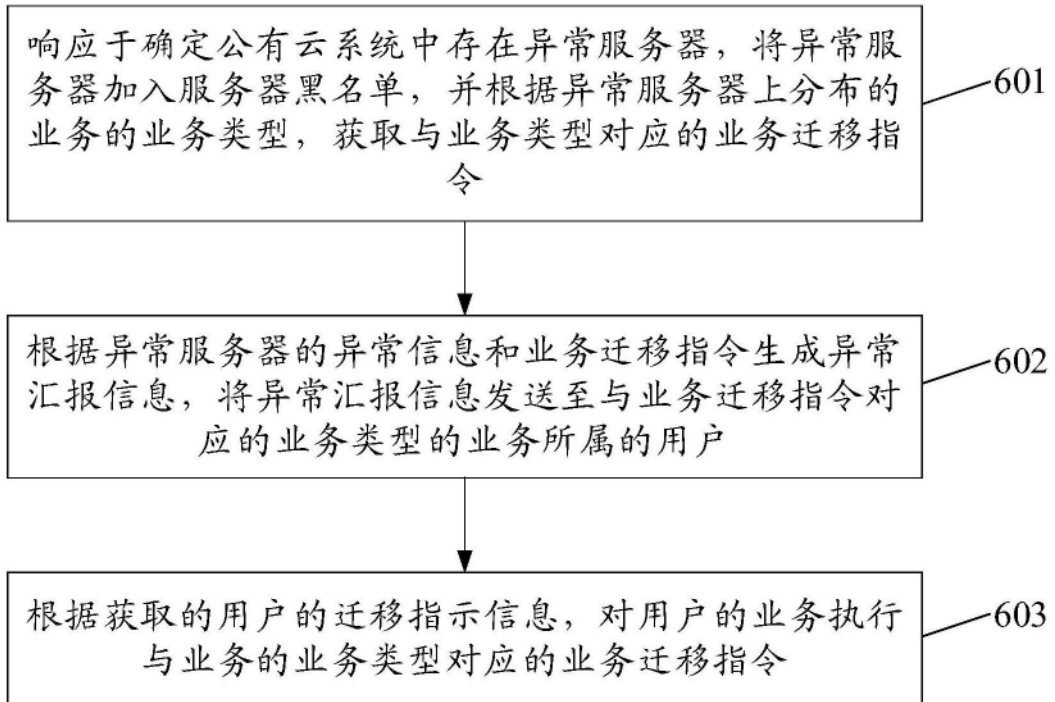 响应于确定公有云系统中存在异常服务器，将异常服
务器加入服务器黑名单，并根据异常服务器上分布的
业务的业务类型，获取与业务类型对应的业务迁移指
令
601
根据异常服务器的异常信息和业务迁移指令生成异常
汇报信息，将异常汇报信息发送至与业务迁移指令对
应的业务类型的业务所属的用户
602
根据获取的用户的迁移指示信息，对用户的业务执行
与业务的业务类型对应的业务迁移指令
603